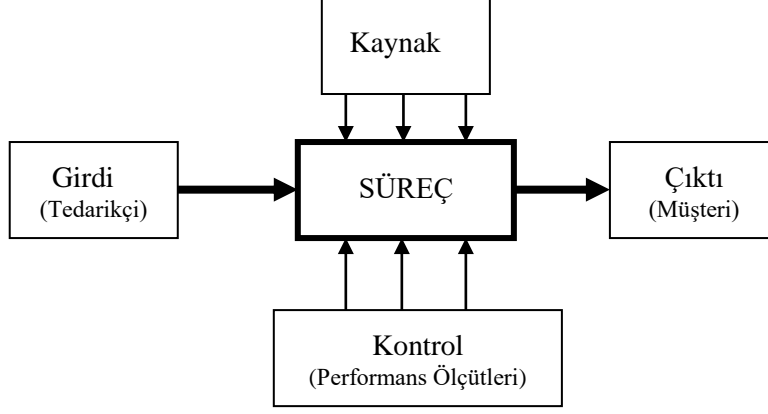 Kaynak
Girdi
(Tedarikçi)
SÜREÇ
Çıktı
(Müşteri)
Kontrol
(Performans Ölçütleri)